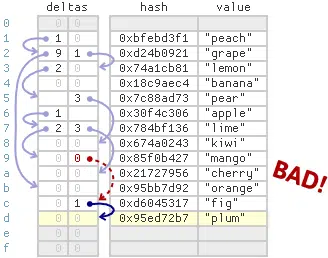 deltas hash value
0 0 0
1 1 0 0xbfebd3f1 "peach"
2 9 1 0xd24b0921 "grape"
3 2 0 0x74a1cb81 "lemon"
4 0 0 0x18c9aec4 "banana"
5 0 3 0x7c88ad73 "pear"
6 1 0 0x30f4c306 "apple"
7 2 3 0x784bf136 "lime"
8 0 0 0x674a0243 "kiwi"
9 0 0 0x85f0b427 "mango"
a 0 0 0x21727956 "cherry"
b 0 0 0x95bb7d92 "orange"
c 0 1 0xd6045317 "fig"
d 0 0 0x95ed72b7 "plum"
e 0 0
f 0 0
BAD!